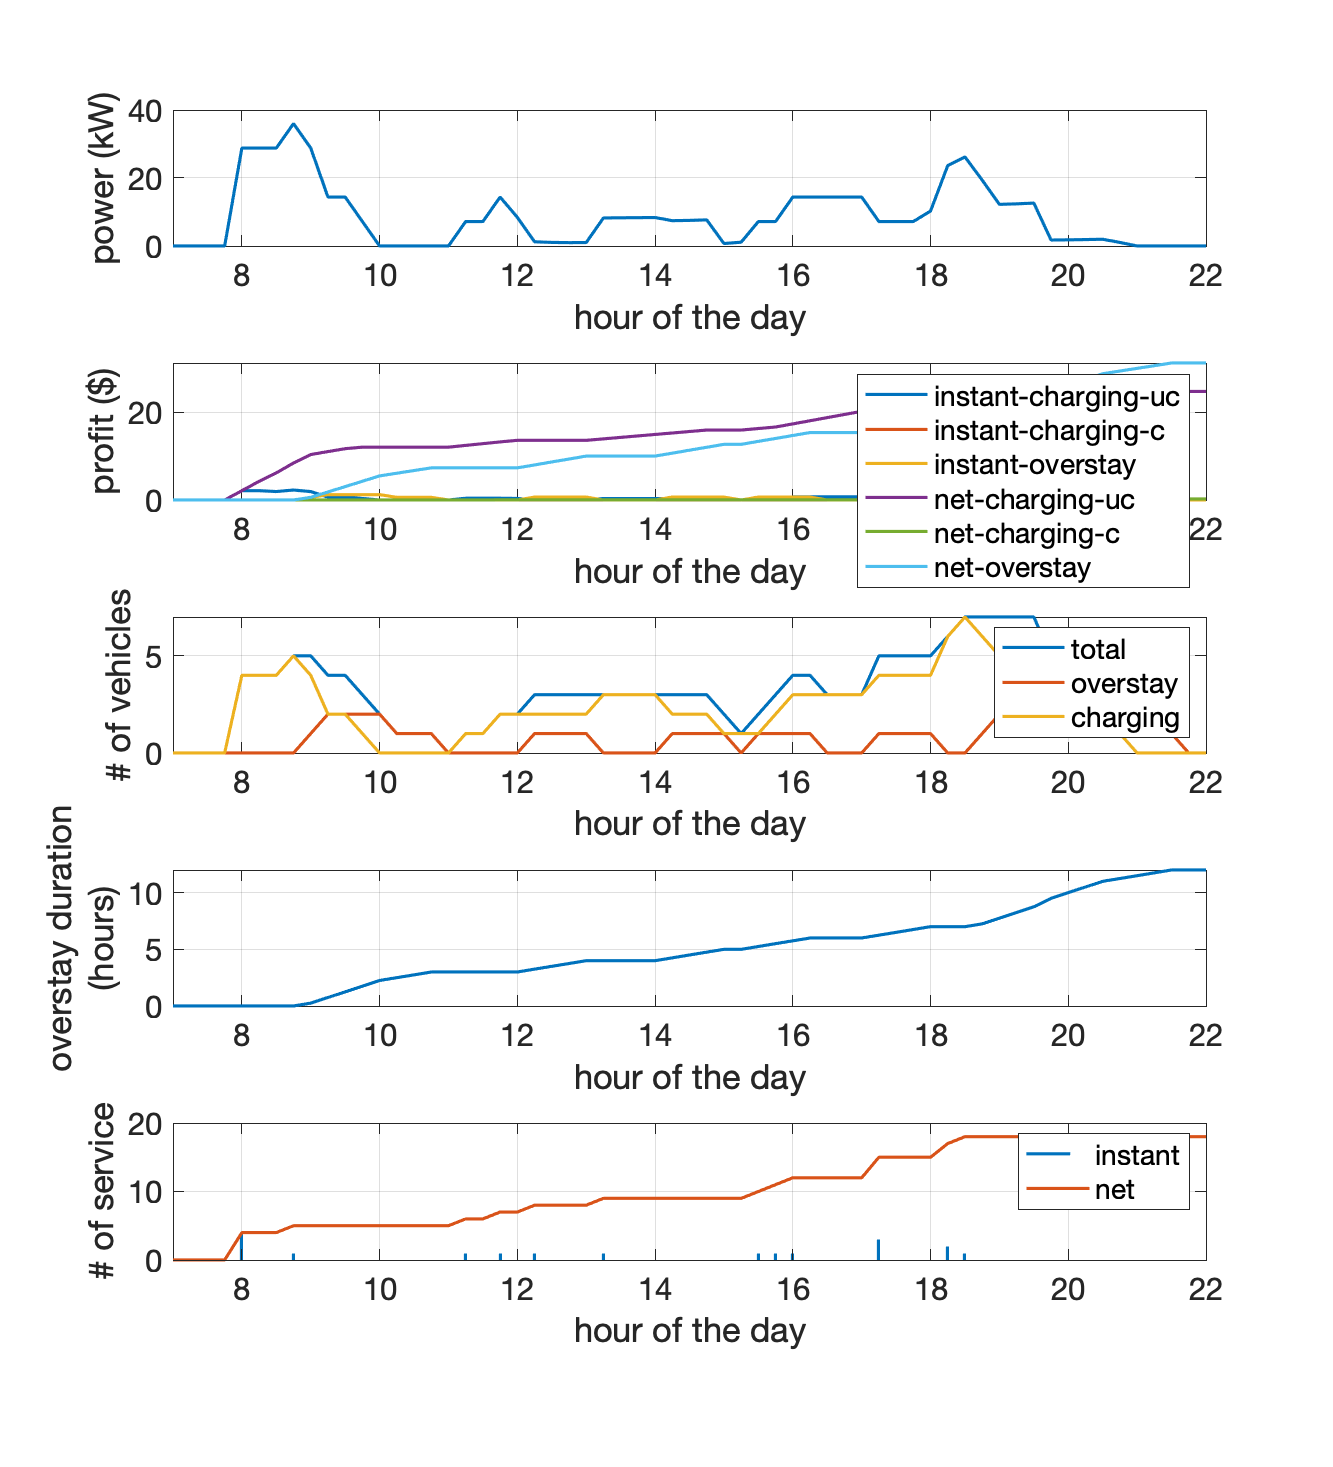 power (kW)
40
20
0
8 10 12 14 16 18 20 22
hour of the day
profit ($)
20
0
8 10 12 14 16 22
hour of the day
instant-charging-uc
instant-charging-c
instant-overstay
net-charging-uc
net-charging-c
net-overstay
# of vehicles
5
0
8 10 12 14 16 18 20 22
hour of the day
total
overstay
charging
overstay duration
(hours)
10
5
0
8 10 12 14 16 18 20 22
hour of the day
# of service
20
10
0
8 10 12 14 16 18 20 22
hour of the day
instant
net